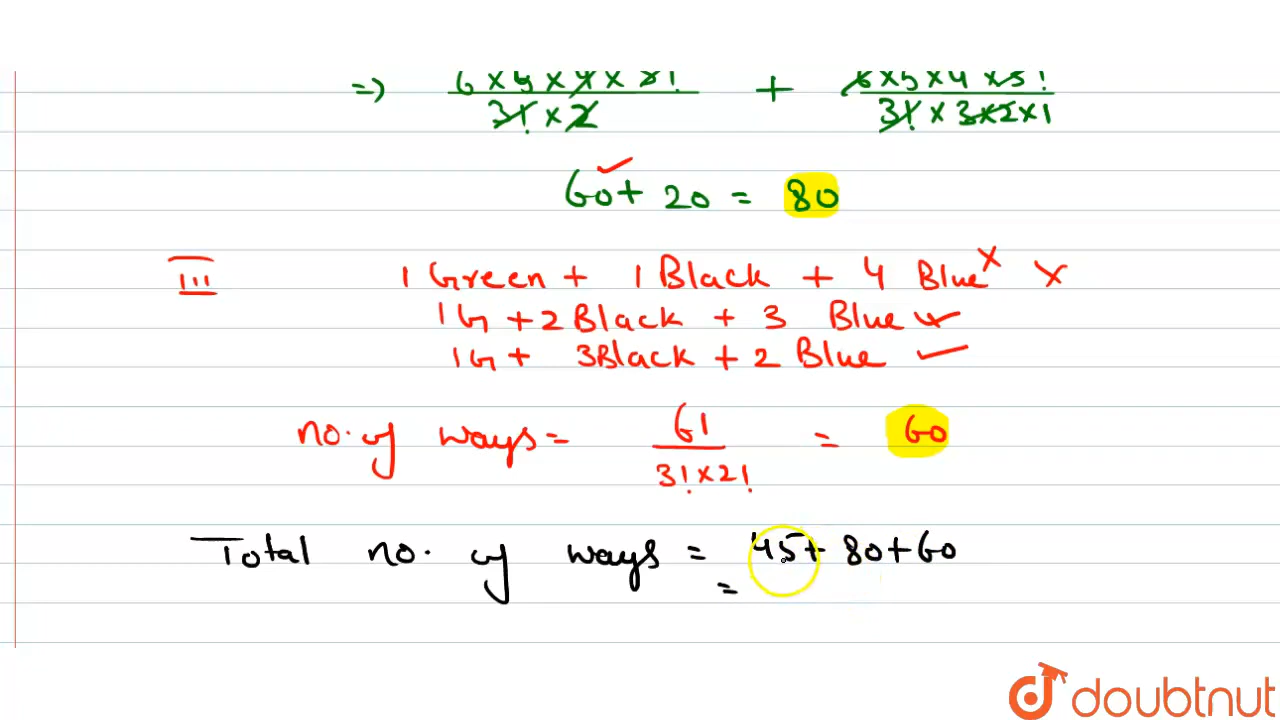 => 6 × 5 × 4 × 3! + 6 × 5 × 4 × 3!
3! × 2 3! × 3 × 2 × 1
60 + 20 = 80
III 1 Green + 1 Black + 4 Blue × ×
1G + 2 Black + 3 Blue
1G + 3 Black + 2 Blue ✓
no. of ways = 6! / 3! × 2! = 60
Total no. of ways = 45 + 80 + 60
=
doubtnut